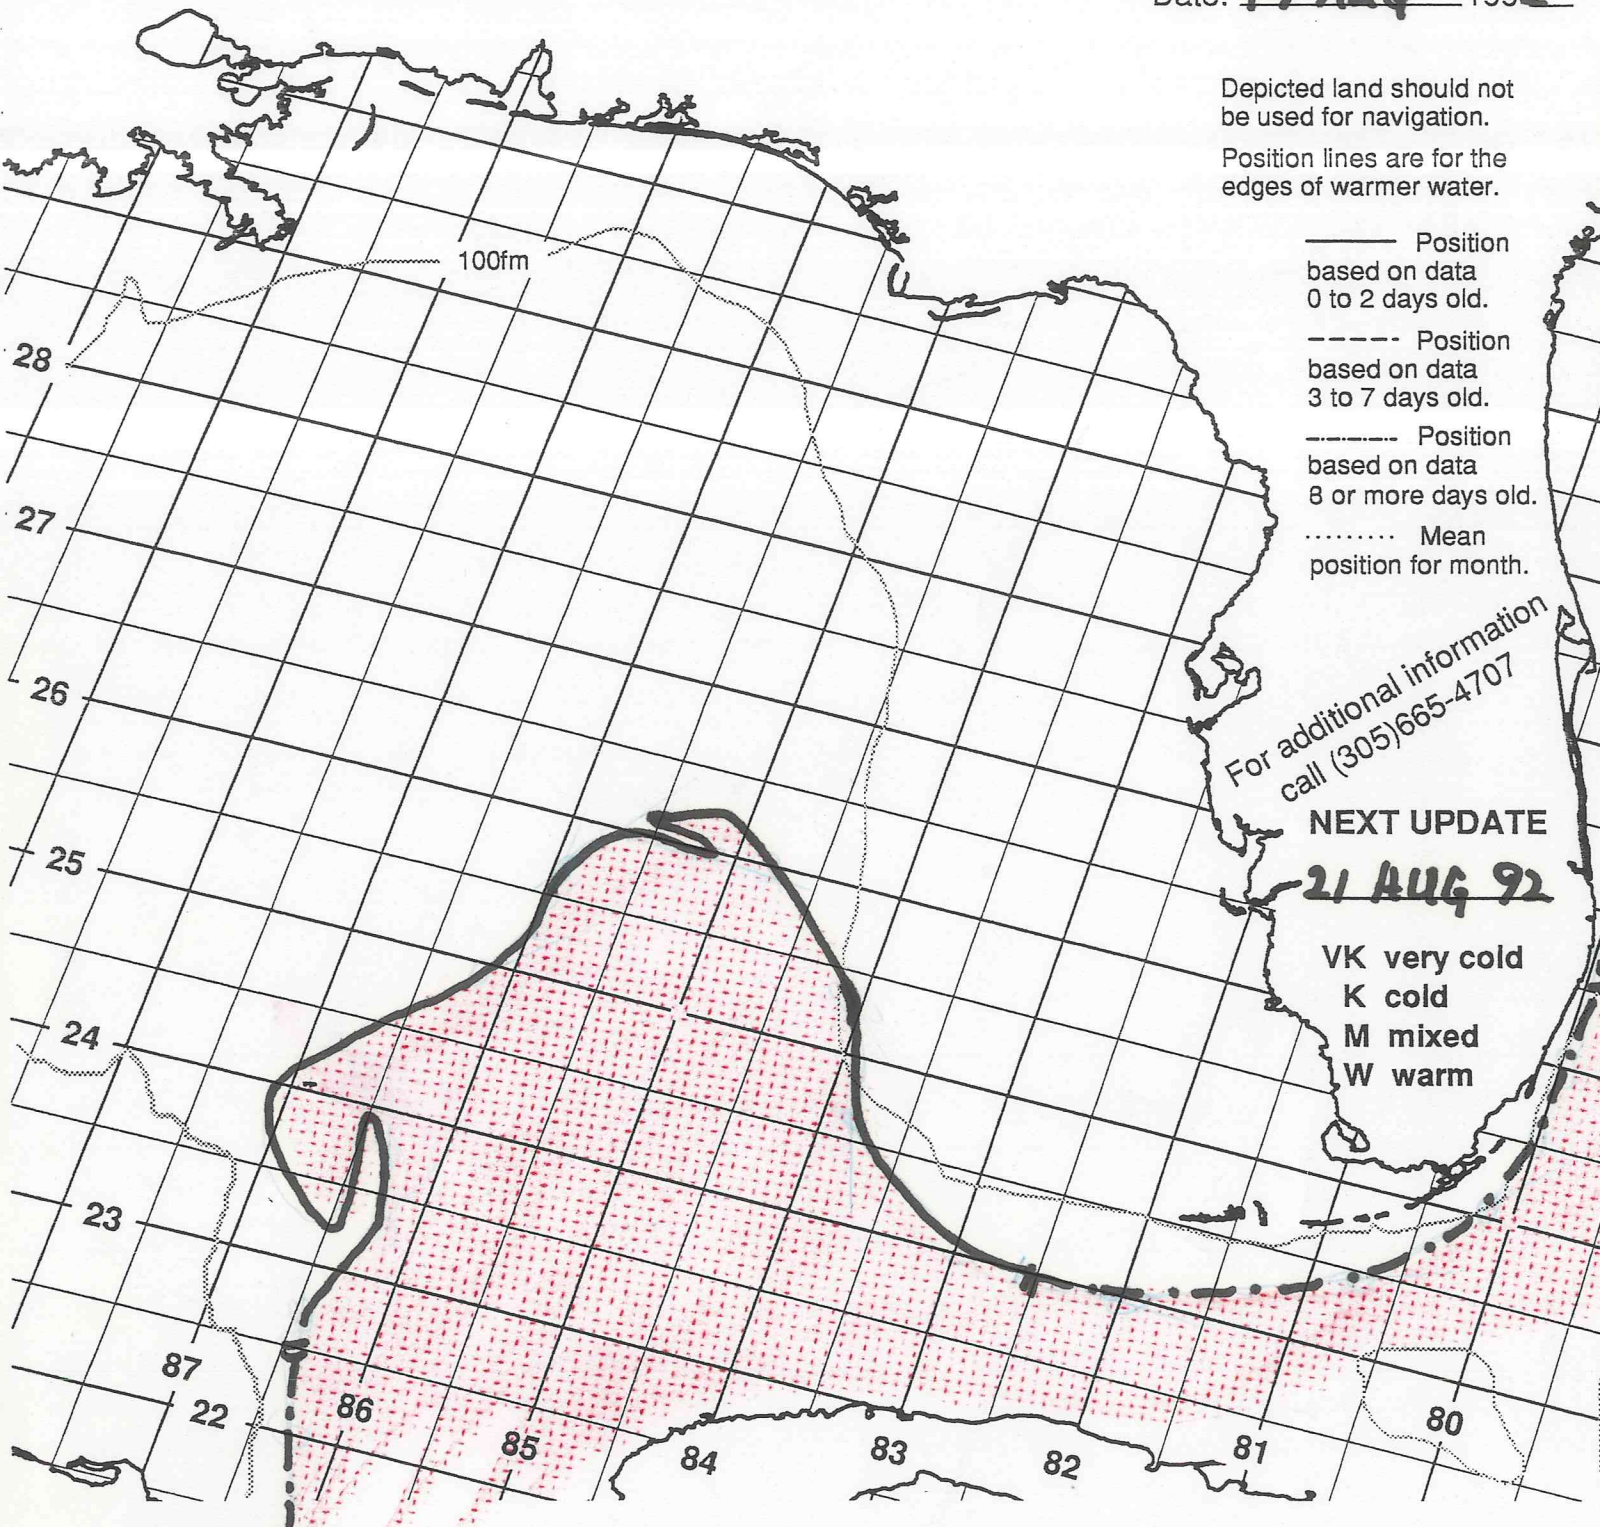 Date:
Depicted land should not
be used for navigation.
Position lines are for the
edges of warmer water.
Position
based on data
0 to 2 days old.
Position
based on data
3 to 7 days old.
Position
based on data
8 or more days old.
Mean
position for month.
For additional information
call (305)665-4707
NEXT UPDATE
21 AUG 92
VK very cold
K cold
M mixed
W warm
100fm
28
27
26
25
24
23
22
87
86
85
84
83
82
81
80